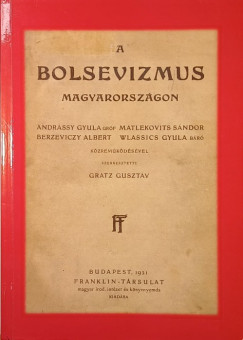 A
BOLSEVIZMUS
MAGYARORSZÁGON
ANDRÁSSY GYULA GRÓF MATLEKOVITS SÁNDOR
BERZEVICZY ALBERT WLASSICS GYULA BÁRÓ
KÖZREMŰKÖDÉSÉVEL
SZERKESZTETTE
GRATZ GUSZTÁV
FT
BUDAPEST, 1921
FRANKLIN-TÁRSULAT
magyar irod. intézet és könyvnyomda
KIADÁSA